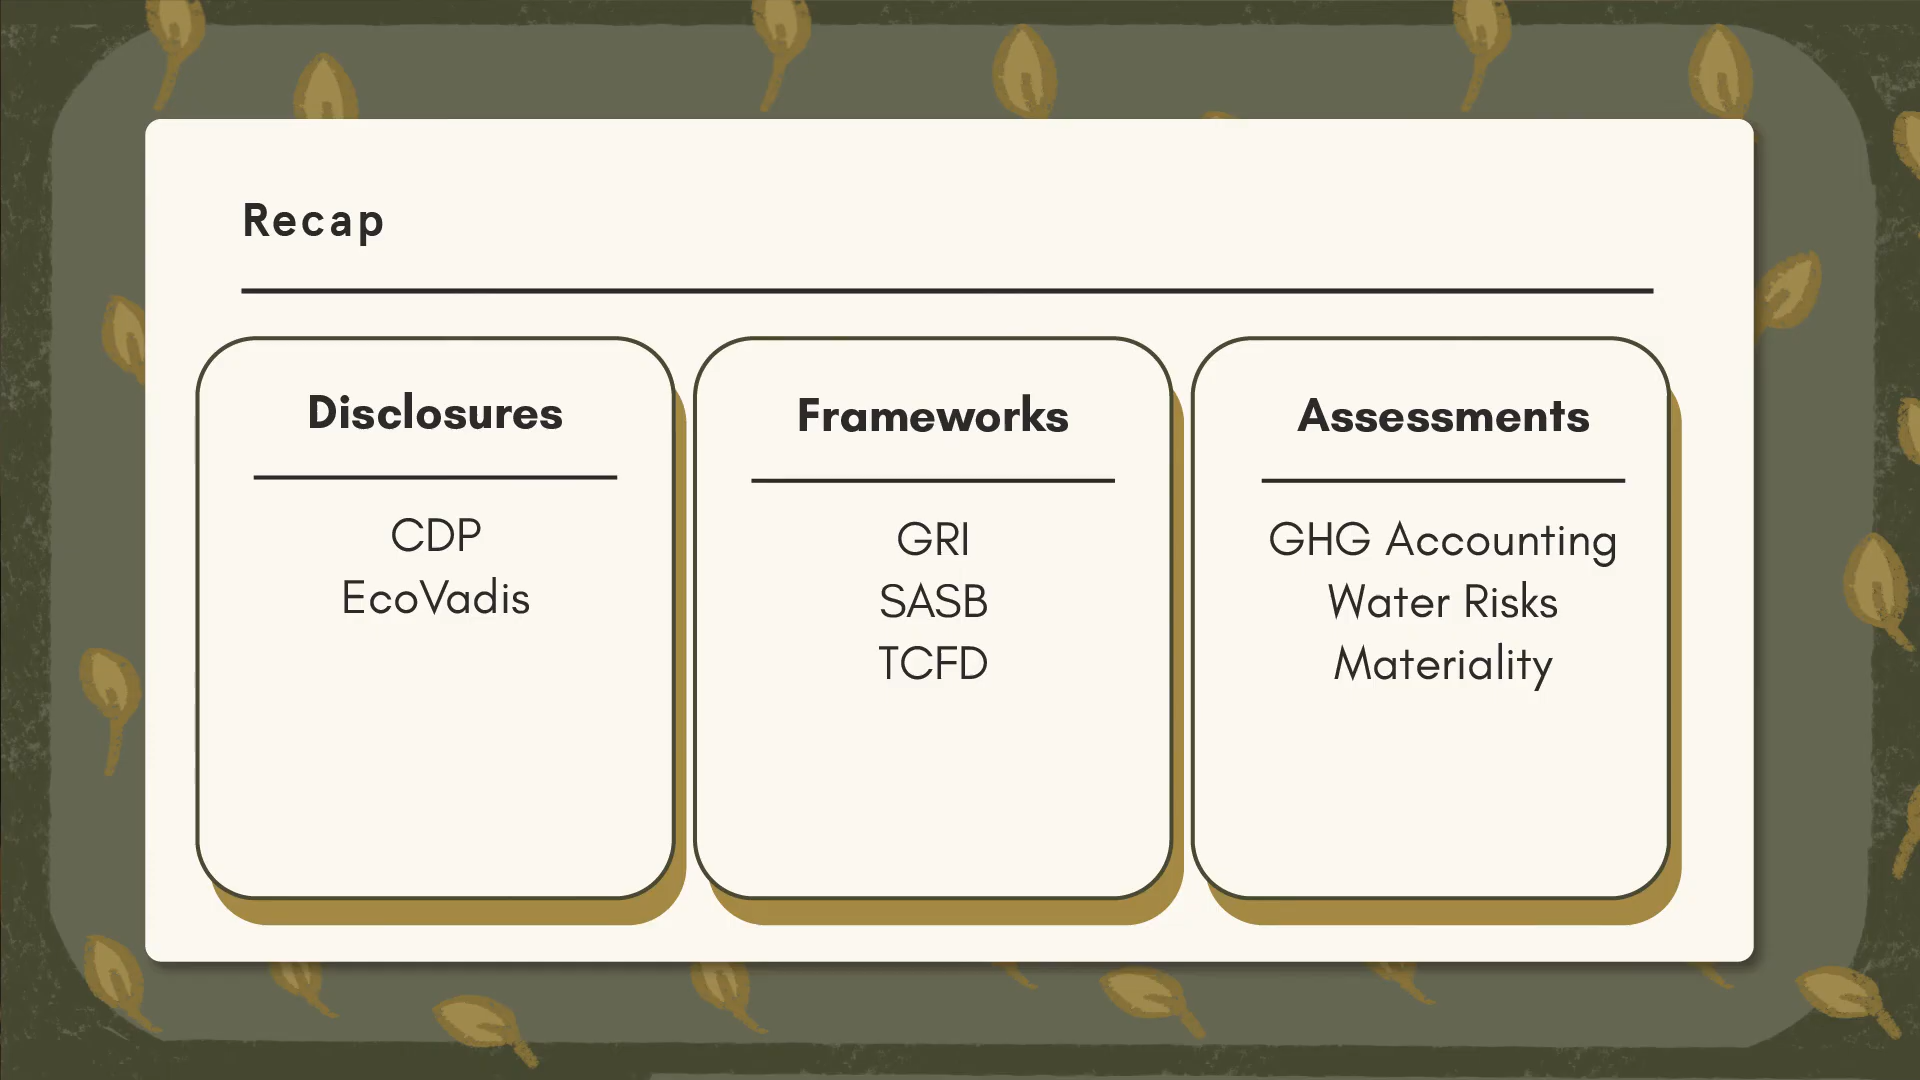 Recap
Disclosures
CDP
EcoVadis
Frameworks
GRI
SASB
TCFD
Assessments
GHG Accounting
Water Risks
Materiality